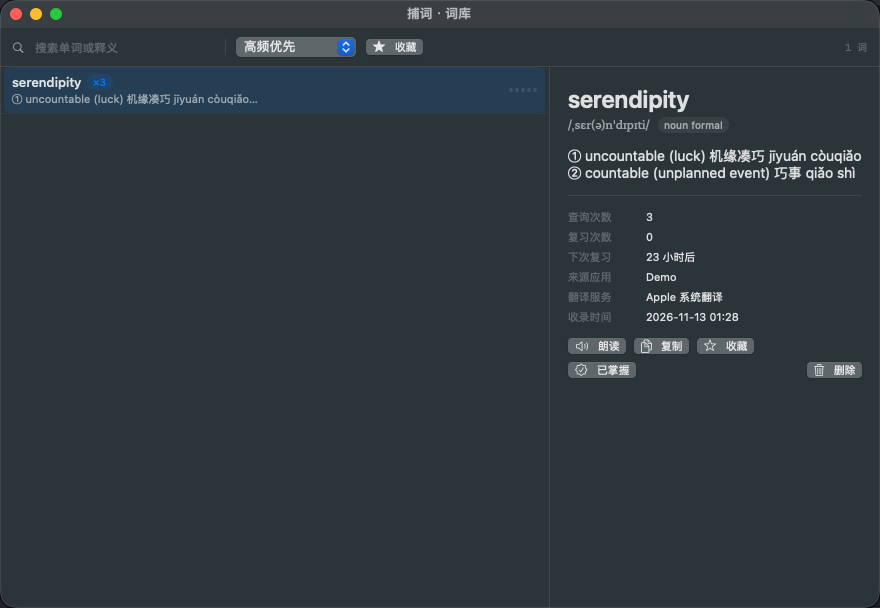 捕词 · 词库
搜索单词或释义
高频优先
收藏
1 词
serendipity ×3
① uncountable (luck) 机缘凑巧 jīyuán còuqiǎo…
serendipity
/ˌsɛr(ə)nˈdɪpɪti/ noun formal
① uncountable (luck) 机缘凑巧 jīyuán còuqiǎo
② countable (unplanned event) 巧事 qiǎo shì
查询次数 3
复习次数 0
下次复习 23 小时后
来源应用 Demo
翻译服务 Apple 系统翻译
收录时间 2026-11-13 01:28
朗读 复制 收藏
已掌握 删除